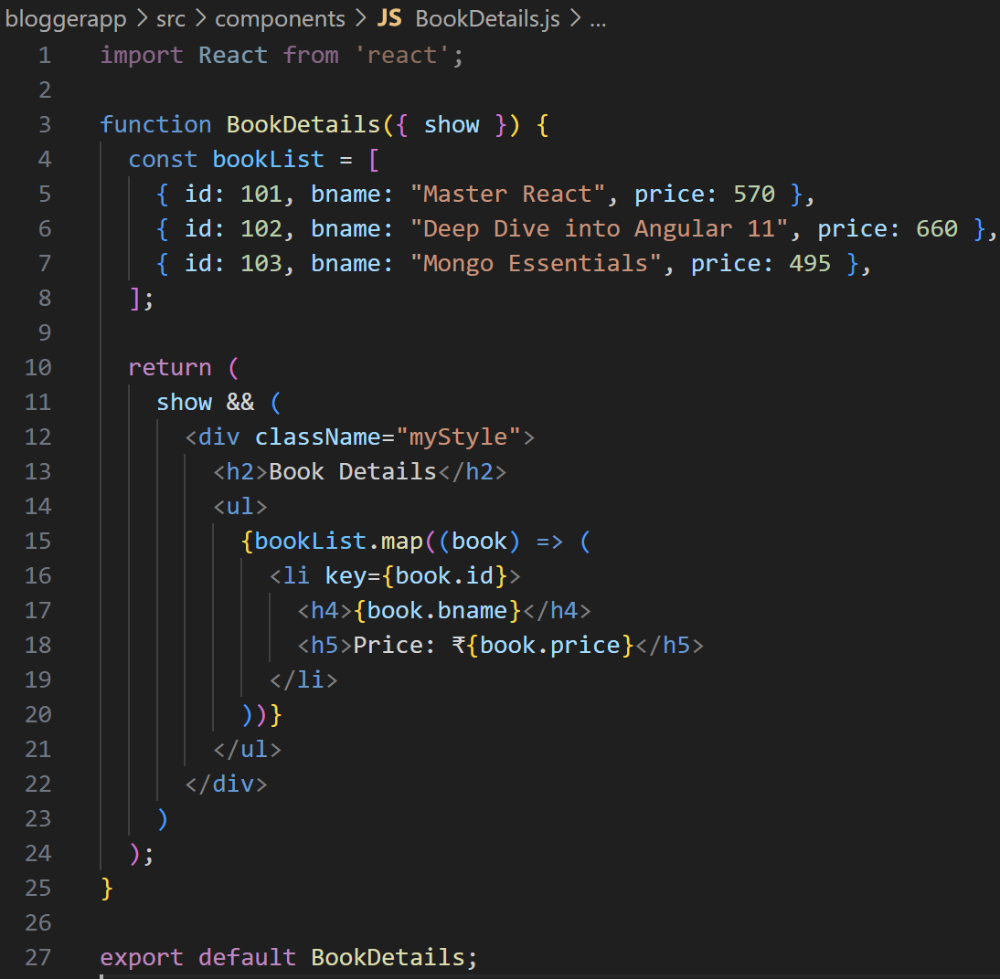 bloggerapp > src > components > JS BookDetails.js > ...
1 import React from 'react';
2
3 function BookDetails({ show }) {
4   const bookList = [
5     { id: 101, bname: "Master React", price: 570 },
6     { id: 102, bname: "Deep Dive into Angular 11", price: 660 },
7     { id: 103, bname: "Mongo Essentials", price: 495 },
8   ];
9
10   return (
11     show && (
12       <div className="myStyle">
13         <h2>Book Details</h2>
14         <ul>
15           {bookList.map((book) => (
16             <li key={book.id}>
17               <h4>{book.bname}</h4>
18               <h5>Price: ₹{book.price}</h5>
19             </li>
20           ))}
21         </ul>
22       </div>
23     )
24   );
25 }
26
27 export default BookDetails;